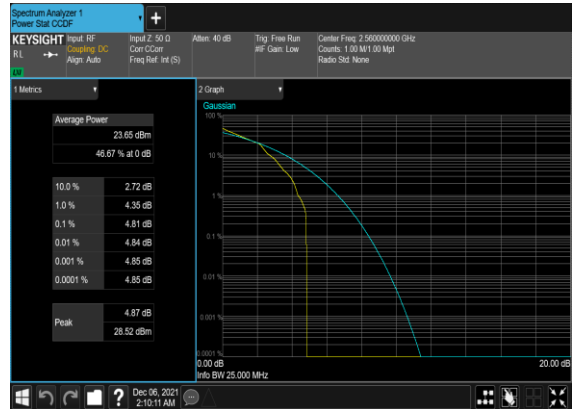 Spectrum Analyzer 1
Power Stat CCDF
KEYSIGHT
R L
LW
Input: RF
Coupling: DC
Align: Auto
Input Z: 50 Ω
Corr CCorr
Freq Ref: Int (S)
Atten: 40 dB
Trig: Free Run
#IF Gain: Low
Center Freq: 2.560000000 GHz
Counts: 1.00 M/1.00 Mpt
Radio Std: None
1 Metrics
Average Power
23.65 dBm
46.67 % at 0 dB
10.0 % 2.72 dB
1.0 % 4.35 dB
0.1 % 4.81 dB
0.01 % 4.84 dB
0.001 % 4.85 dB
0.0001 % 4.85 dB
Peak 4.87 dB
28.52 dBm
2 Graph
Gaussian
100 %
10 %
1 %
0.1 %
0.01 %
0.001 %
0.0001 %
0.00 dB 20.00 dB
Info BW 25.000 MHz
?
Dec 06, 2021
2:10:11 AM